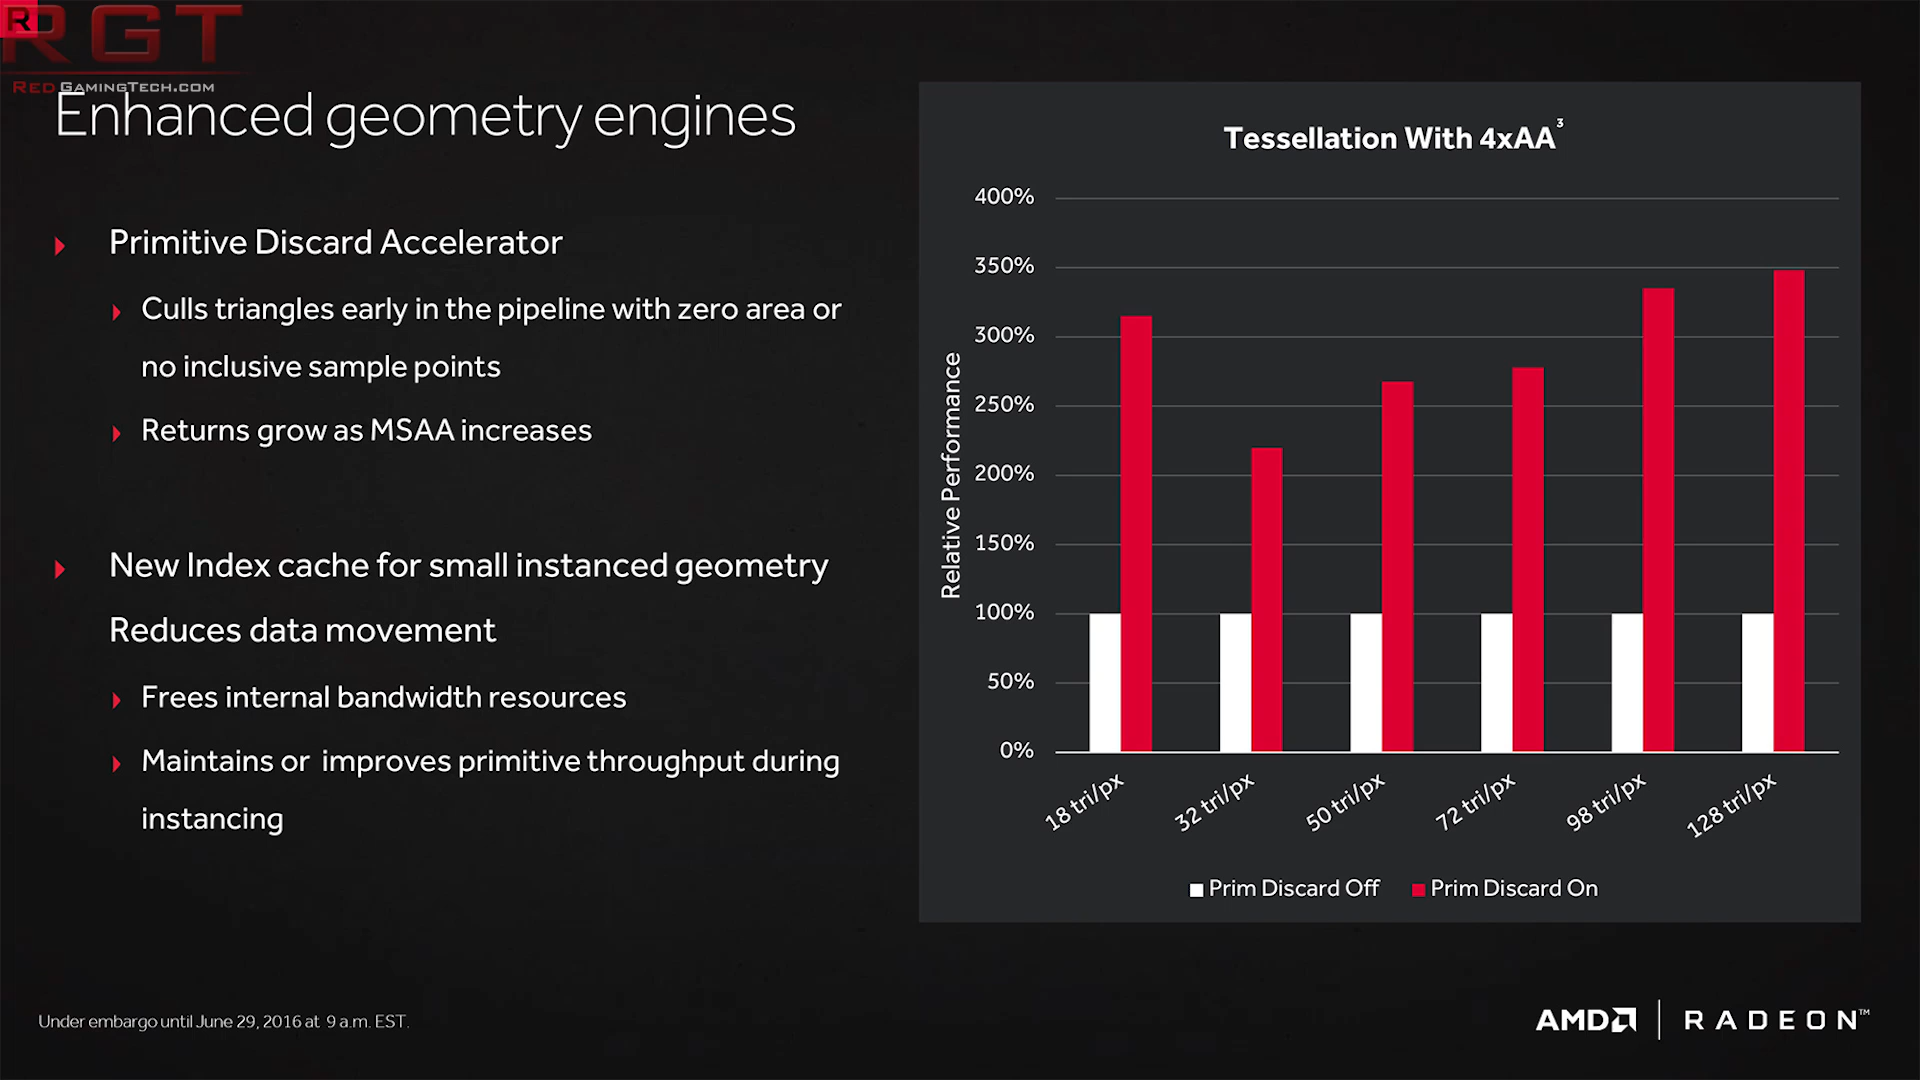 R
RGT
REDGAMINGTECH.COM
Enhanced geometry engines
Primitive Discard Accelerator
Culls triangles early in the pipeline with zero area or
no inclusive sample points
Returns grow as MSAA increases
New Index cache for small instanced geometry
Reduces data movement
Frees internal bandwidth resources
Maintains or improves primitive throughput during
instancing
Tessellation With 4xAA³
Relative Performance
400%
350%
300%
250%
200%
150%
100%
50%
0%
18 tri/px
32 tri/px
50 tri/px
72 tri/px
98 tri/px
128 tri/px
Prim Discard Off
Prim Discard On
Under embargo until June 29, 2016 at 9 a.m. EST.
AMD
RADEON™